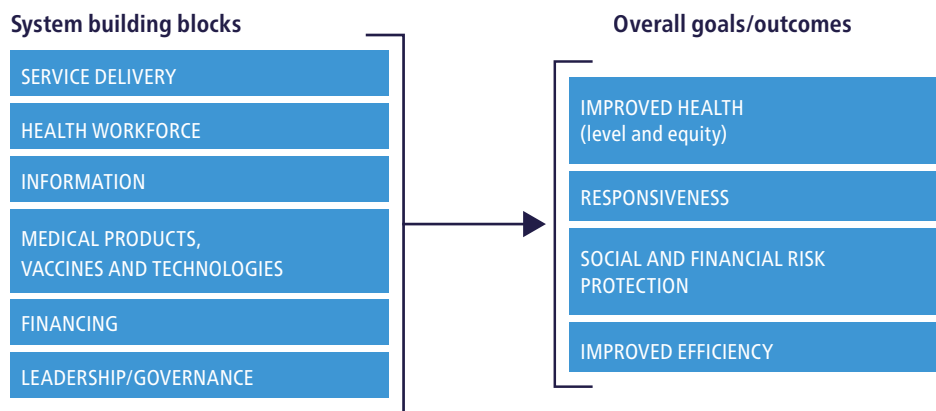 System building blocks
SERVICE DELIVERY
HEALTH WORKFORCE
INFORMATION
MEDICAL PRODUCTS,
VACCINES AND TECHNOLOGIES
FINANCING
LEADERSHIP/GOVERNANCE
Overall goals/outcomes
IMPROVED HEALTH
(level and equity)
RESPONSIVENESS
SOCIAL AND FINANCIAL RISK
PROTECTION
IMPROVED EFFICIENCY